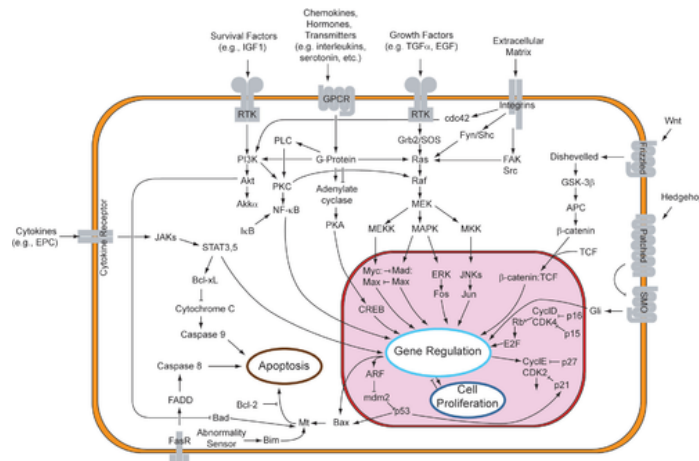 Survival Factors
(e.g., IGF1)
Chemokines,
Hormones,
Transmitters
(e.g. interleukins,
serotonin, etc.)
Growth Factors
(e.g. TGFα, EGF)
Extracellular
Matrix
RTK
GPCR
RTK
Integrins
cdc42
Wnt
PLC
Grb2/SOS
Fyn/Shc
Frizzled
PI3K
G-Protein
Ras
FAK
Src
Dishevelled
Akt
PKC
Adenylate
cyclase
Raf
GSK-3β
Akkα
NF-κB
MEK
APC
Hedgeho
IκB
PKA
MEKK
MAPK
MKK
β-catenin
Patched
Cytokines
(e.g., EPC)
Cytokine Receptor
JAKs
STAT3,5
TCF
Myc:
Mad:
Max
Max
ERK
Fos
JNKs
Jun
β-catenin:TCF
Bcl-xL
SMO
Cytochrome C
CREB
Gli
CyclD
p16
Rb
CDK4
p15
Caspase 9
Gene Regulation
E2F
Caspase 8
Apoptosis
ARF
CyclE
p27
CDK2
p21
FADD
Bcl-2
mdm2
Cell
Proliferation
Bad
Mt
Bax
p53
FasR
Abnormality
Sensor
Bim